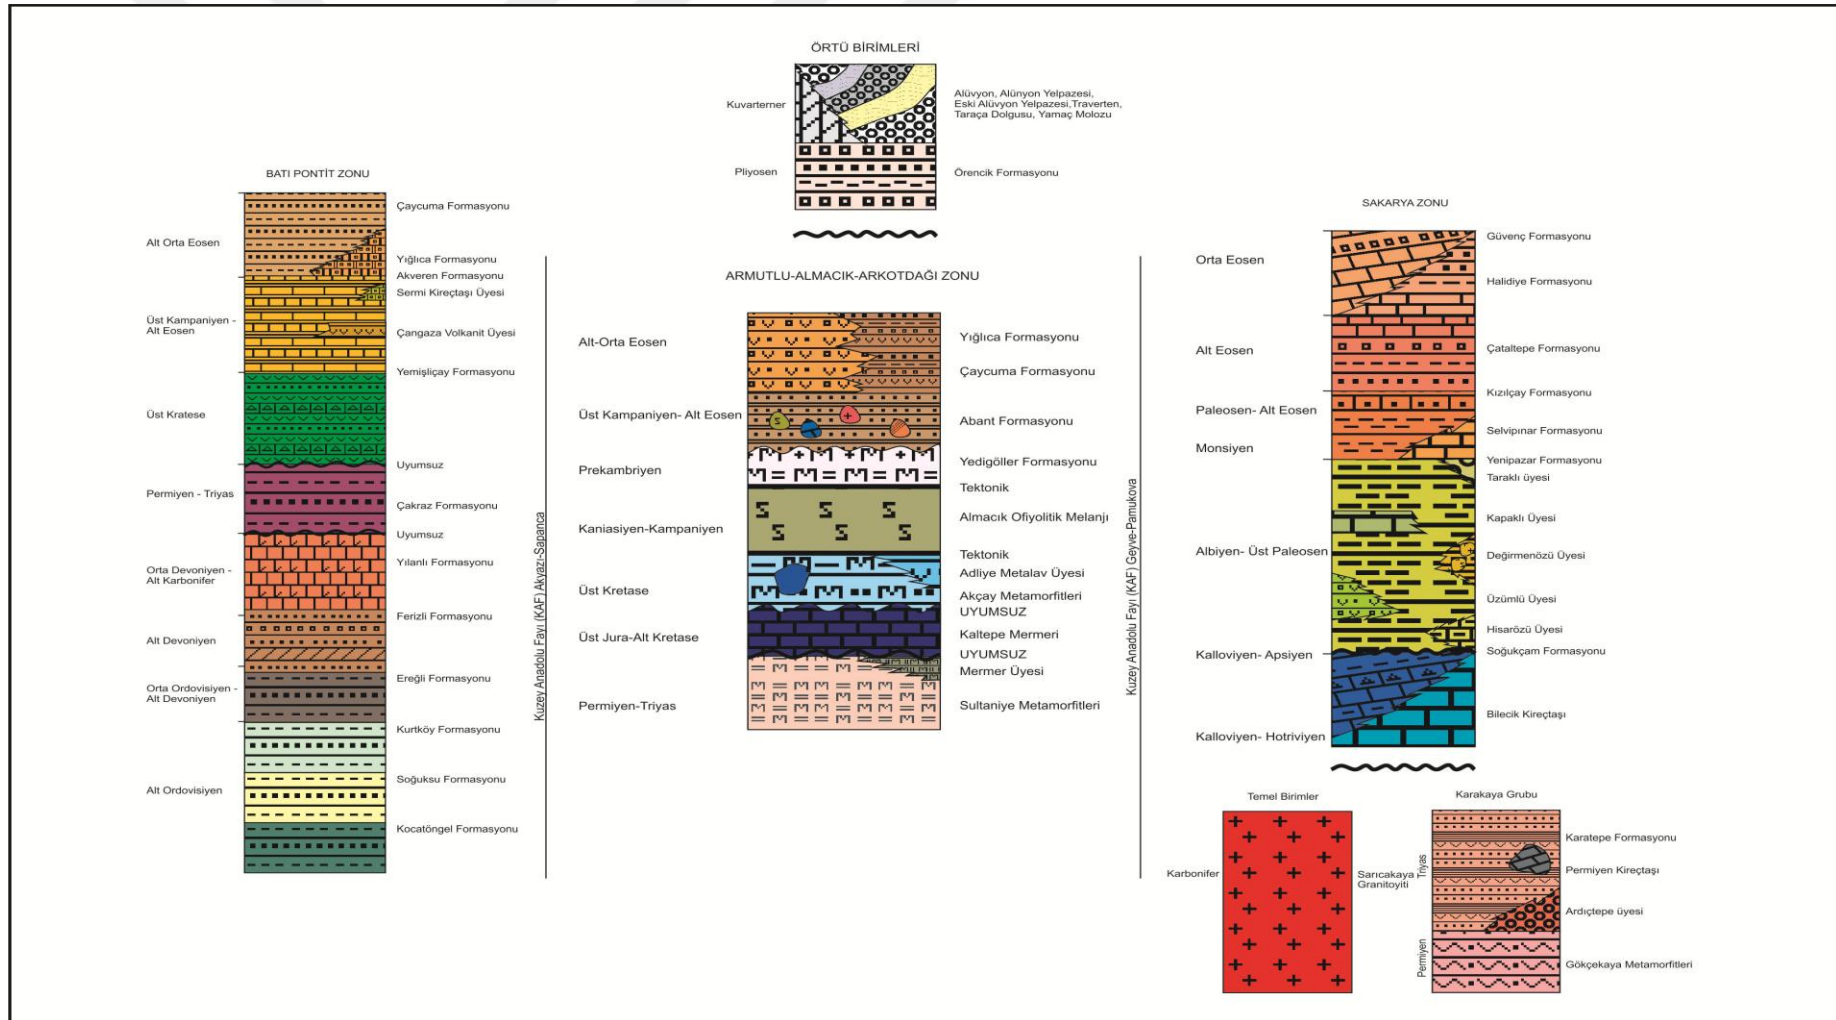 ÖRTÜ BİRİMLERİ
Kuvarterner
Alüvyon, Alünyon Yelpazesi,
Eski Alüvyon Yelpazesi,Traverten,
Taraça Dolgusu, Yamaç Molozu
Pliyosen
Örencik Formasyonu
BATI PONTİT ZONU
Çaycuma Formasyonu
Alt Orta Eosen
Yığlıca Formasyonu
Akveren Formasyonu
Sermi Kireçtaşı Üyesi
Üst Kampaniyen -
Alt Eosen
Çangaza Volkanit Üyesi
Yemişliçay Formasyonu
Üst Kratese
Uyumsuz
Permiyen - Triyas
Çakraz Formasyonu
Uyumsuz
Yılanlı Formasyonu
Orta Devoniyen -
Alt Karbonifer
Ferizli Formasyonu
Alt Devoniyen
Ereğli Formasyonu
Orta Ordovisiyen -
Alt Devoniyen
Kurtköy Formasyonu
Soğuksu Formasyonu
Alt Ordovisiyen
Kocatöngel Formasyonu
Kuzey Anadolu Fayı (KAF) Akyazı-Sapanca
ARMUTLU-ALMACIK-ARKOTDAĞI ZONU
Alt-Orta Eosen
Yığlıca Formasyonu
Çaycuma Formasyonu
Üst Kampaniyen- Alt Eosen
Abant Formasyonu
Prekambriyen
Yedigöller Formasyonu
Tektonik
Kaniasiyen-Kampaniyen
Almacık Ofiyolitik Melanjı
Tektonik
Adliye Metalav Üyesi
Üst Kretase
Akçay Metamorfitleri
UYUMSUZ
Üst Jura-Alt Kretase
Kaltepe Mermeri
UYUMSUZ
Mermer Üyesi
Permiyen-Triyas
Sultaniye Metamorfitleri
Kuzey Anadolu Fayı (KAF) Geyve-Pamukova
SAKARYA ZONU
Güvenç Formasyonu
Orta Eosen
Halidiye Formasyonu
Alt Eosen
Çataltepe Formasyonu
Kızılçay Formasyonu
Paleosen- Alt Eosen
Selvipınar Formasyonu
Monsiyen
Yenipazar Formasyonu
Taraklı üyesi
Kapaklı Üyesi
Albiyen- Üst Paleosen
Değirmenözü Üyesi
Üzümlü Üyesi
Hisarözü Üyesi
Kalloviyen- Apsiyen
Soğukçam Formasyonu
Bilecik Kireçtaşı
Kalloviyen- Hotriviyen
Temel Birimler
Karbonifer
Sarıcakaya
Granitoyiti
Karakaya Grubu
Karatepe Formasyonu
Triyas
Permiyen Kireçtaşı
Ardıçtepe üyesi
Permiyen
Gökçekaya Metamorfitleri